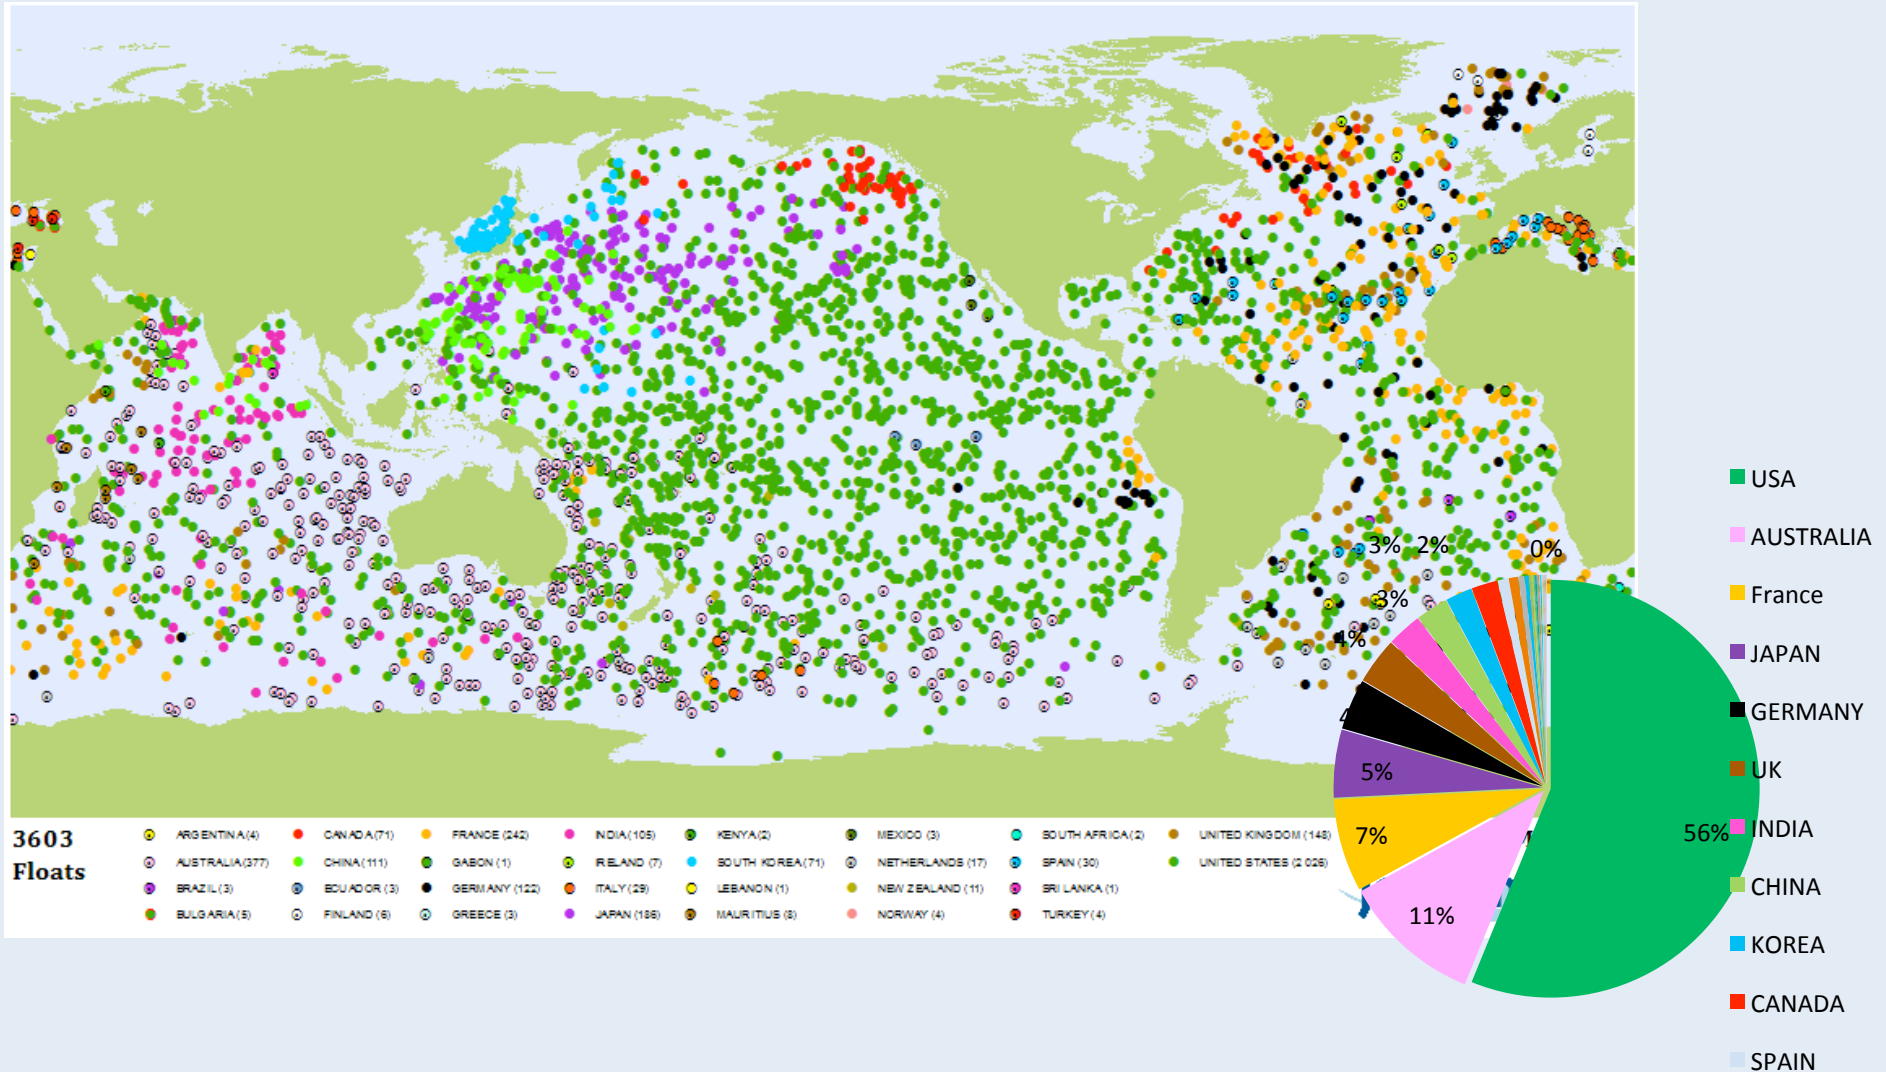 3603
Floats
ARGENTINA (4) CANADA (71) FRANCE (242) INDIA (105) KENYA (2) MEXICO (3) SOUTH AFRICA (2) UNITED KINGDOM (148)
AUSTRALIA (377) CHINA (111) GABON (1) IRELAND (7) SOUTH KOREA (71) NETHERLANDS (17) SPAIN (30) UNITED STATES (2026)
BRAZIL (3) ECUADOR (3) GERMANY (122) ITALY (29) LEBANON (1) NEW ZEALAND (11) SRI LANKA (1)
BULGARIA (5) FINLAND (6) GREECE (3) JAPAN (186) MAURITIUS (8) NORWAY (4) TURKEY (4)
3% 2% 0%
3%
4%
5%
7%
11%
56%
USA
AUSTRALIA
France
JAPAN
GERMANY
UK
INDIA
CHINA
KOREA
CANADA
SPAIN